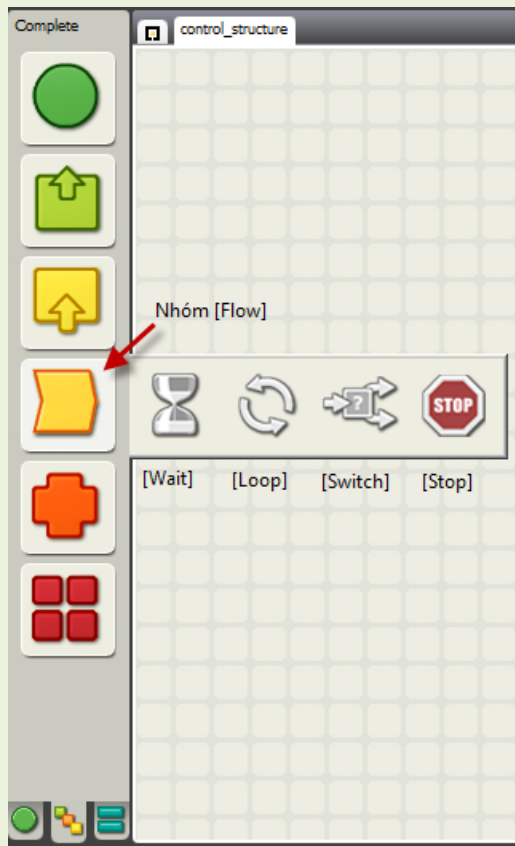 Complete
control_structure
Nhóm [Flow]
?
STOP
[Wait] [Loop] [Switch] [Stop]